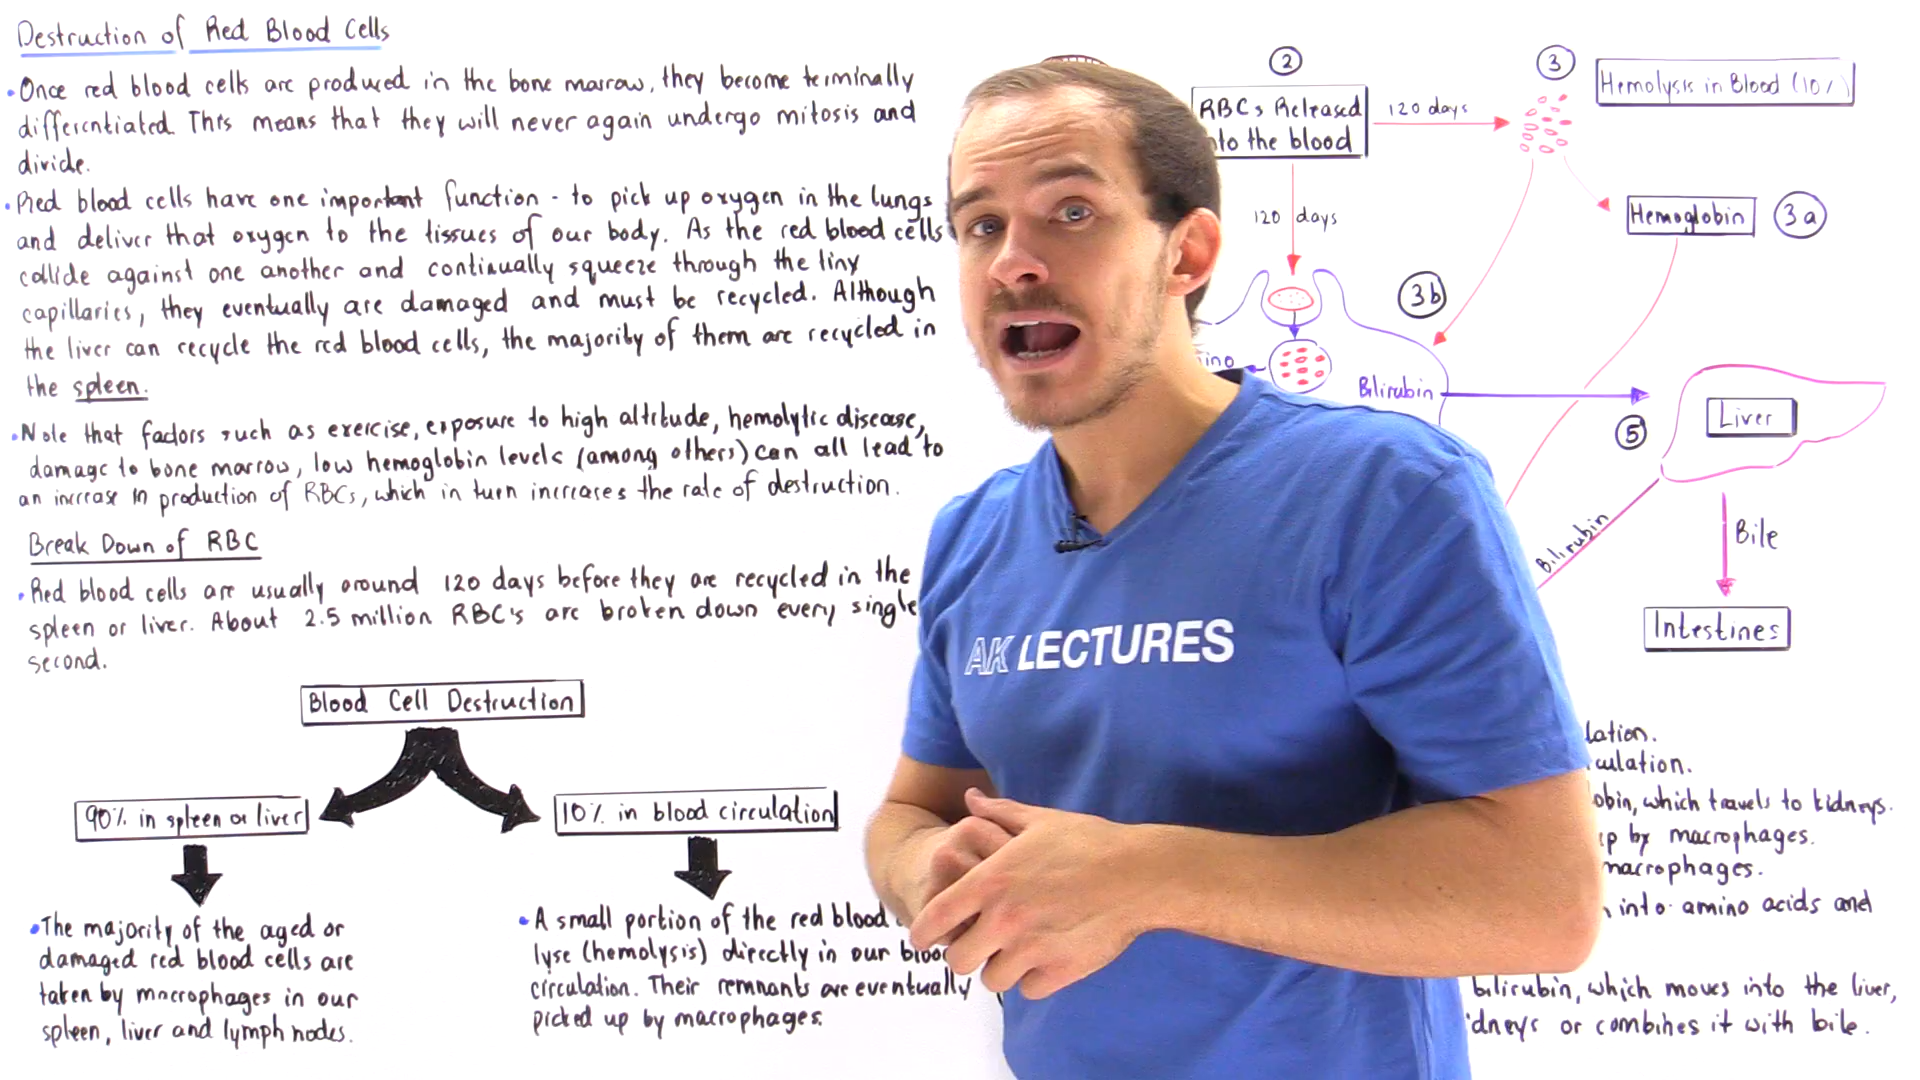 Destruction of Red Blood Cells
• Once red blood cells are produced in the bone marrow, they become terminally
differentiated. This means that they will never again undergo mitosis and
divide.
• Red blood cells have one important function - to pick up oxygen in the lungs
and deliver that oxygen to the tissues of our body. As the red blood cells
collide against one another and continually squeeze through the tiny
capillaries, they eventually are damaged and must be recycled. Although
the liver can recycle the red blood cells, the majority of them are recycled in
the spleen.
• Note that factors such as exercise, exposure to high altitude, hemolytic disease,
damage to bone marrow, low hemoglobin levels (among others) can all lead to
an increase in production of RBCs, which in turn increases the rate of destruction.
Break Down of RBC
• Red blood cells are usually around 120 days before they are recycled in the
spleen or liver. About 2.5 million RBC's are broken down every single
second.
Blood Cell Destruction
90% in spleen or liver
10% in blood circulation
• The majority of the aged or
damaged red blood cells are
taken by macrophages in our
spleen, liver and lymph nodes.
• A small portion of the red blood
lyse (hemolysis) directly in our blood
circulation. Their remnants are eventually
picked up by macrophages.
2
RBCs Released
into the blood
120 days
3
Hemolysis in Blood (10%)
120 days
Hemoglobin
3a
3b
Bilirubin
5
Liver
Bilirubin
Bile
Intestines
AK LECTURES
which travels to kidneys.
by macrophages.
macrophages.
into amino acids and
bilirubin, which moves into the liver,
or combines it with bile.